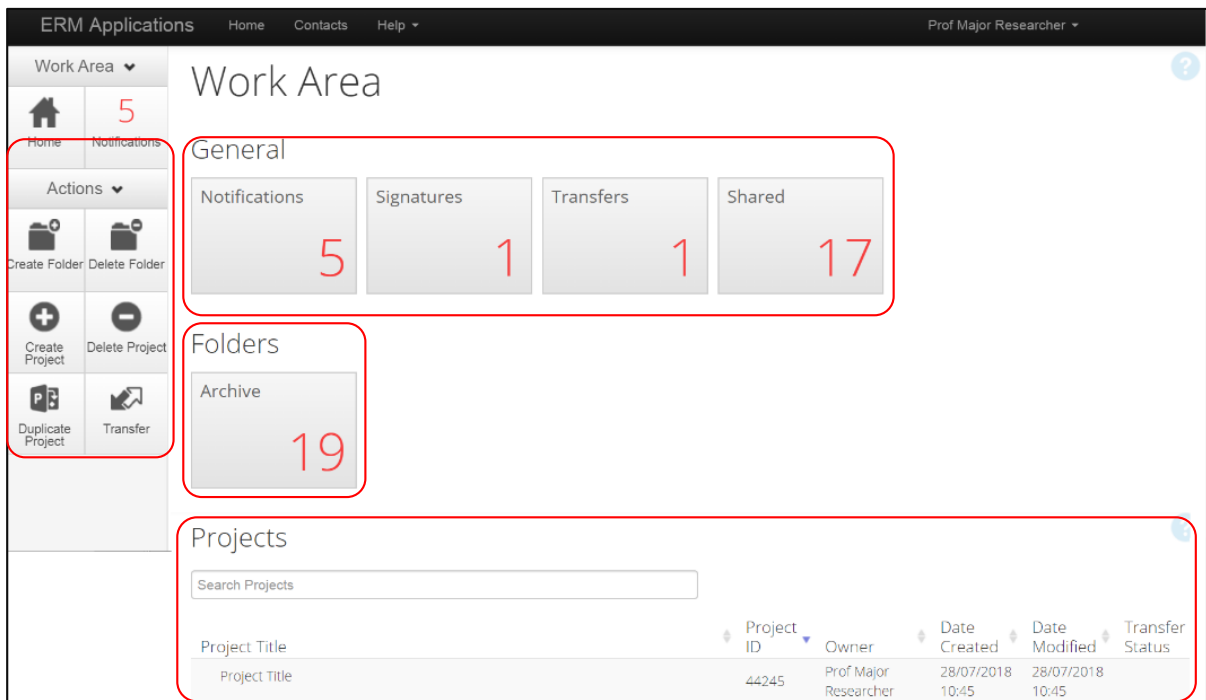 ERM Applications Home Contacts Help Prof Major Researcher
Work Area
Work Area
?
5
Home Notifications
Actions
Create Folder Delete Folder
Create
Project
Delete Project
P
Duplicate
Project
Transfer
General
Notifications Signatures Transfers Shared
5 1 1 17
Folders
Archive
19
Projects
?
Search Projects
Project Title
Project
ID
Owner
Date
Created
Date
Modified
Transfer
Status
Project Title
44245
Prof Major
Researcher
28/07/2018
10:45
28/07/2018
10:45